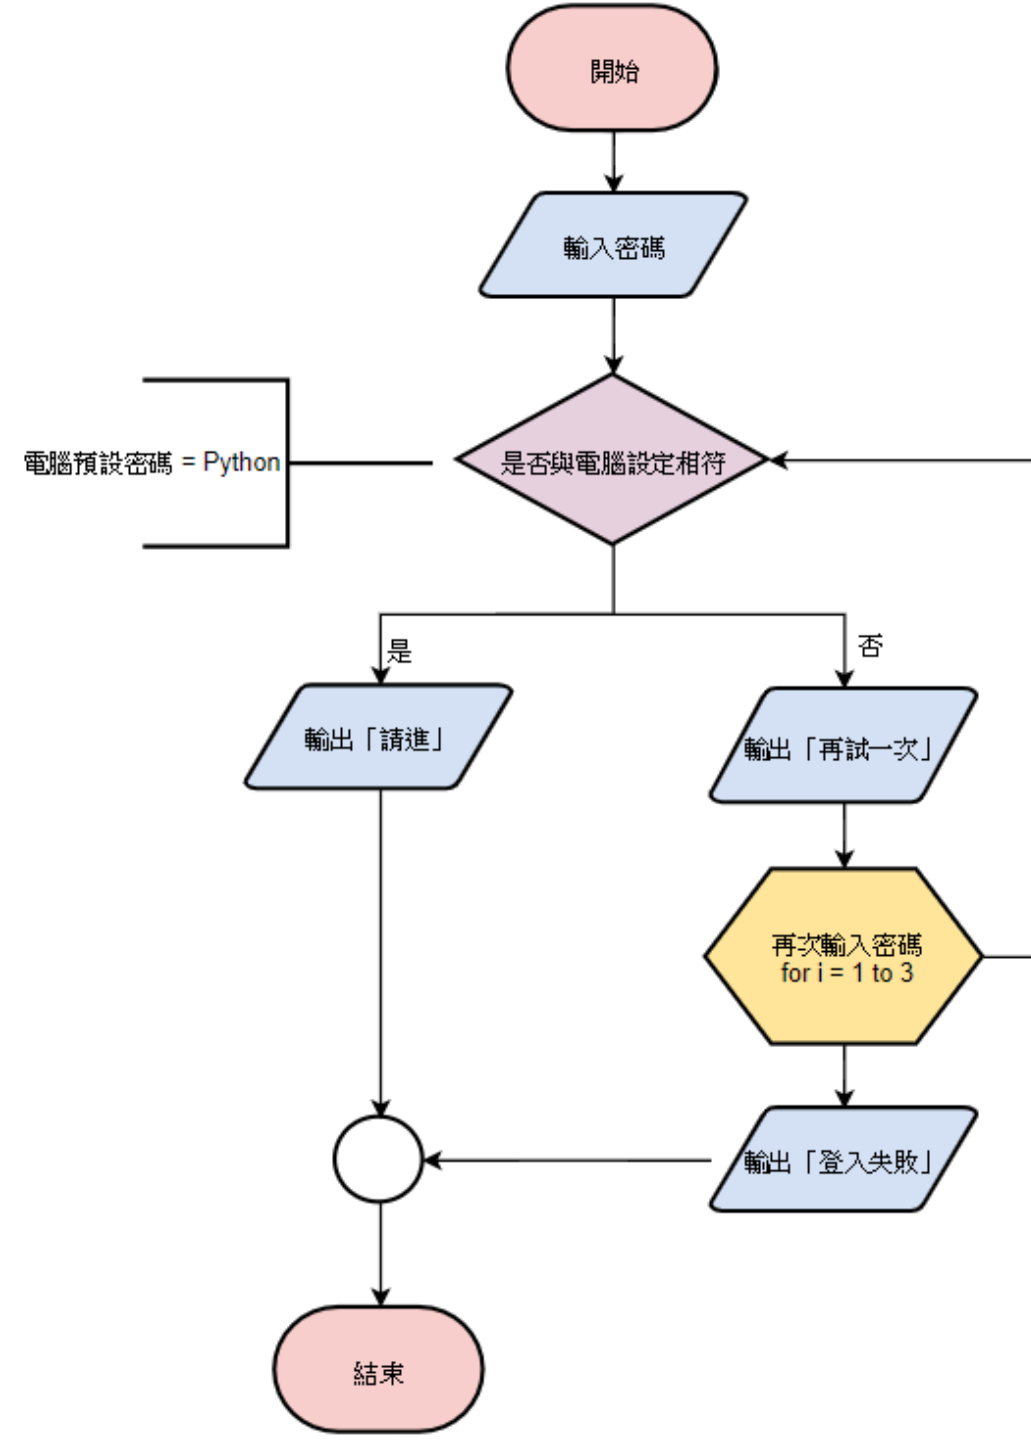 開始
輸入密碼
電腦預設密碼 = Python
是否與電腦設定相符
是
否
輸出「請進」
輸出「再試一次」
再次輸入密碼
for i = 1 to 3
輸出「登入失敗」
結束